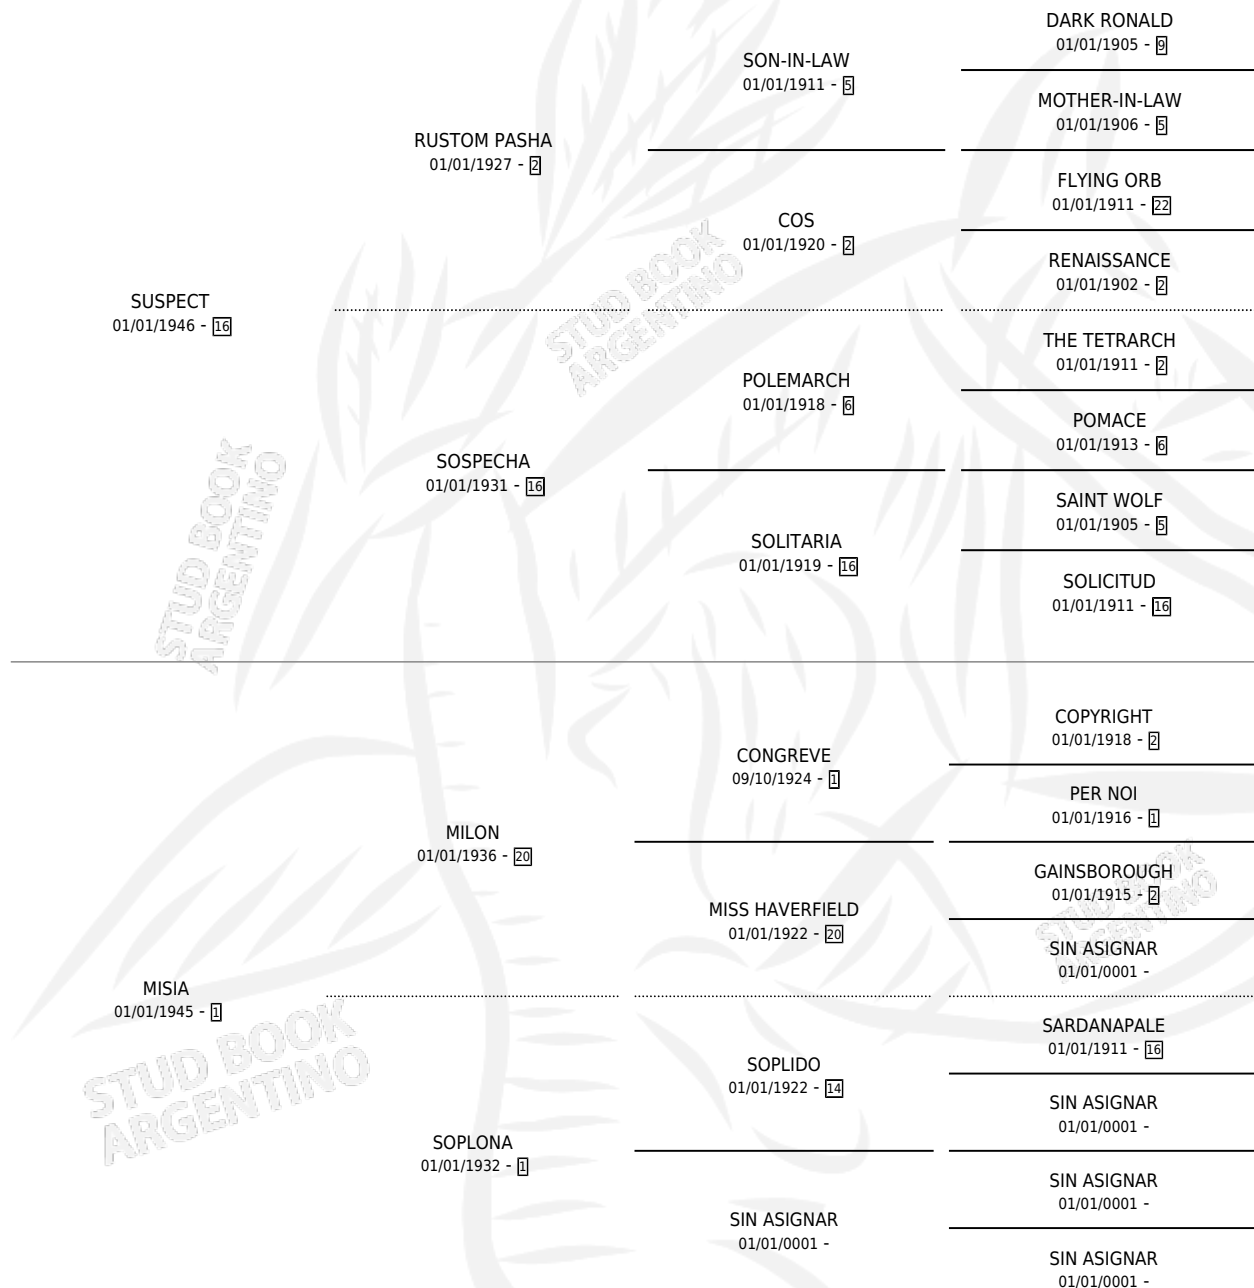 DARK RONALD
01/01/1905 - 9
SON-IN-LAW
01/01/1911 - 5
MOTHER-IN-LAW
01/01/1906 - 5
RUSTOM PASHA
01/01/1927 - 2
FLYING ORB
01/01/1911 - 22
COS
01/01/1920 - 2
RENAISSANCE
01/01/1902 - 2
SUSPECT
01/01/1946 - 16
STUD BOOK
ARGENTINO
THE TETRARCH
01/01/1911 - 2
POLEMARCH
01/01/1918 - 6
POMACE
01/01/1913 - 6
SOSPECHA
01/01/1931 - 16
SAINT WOLF
01/01/1905 - 5
SOLITARIA
01/01/1919 - 16
SOLICITUD
01/01/1911 - 16
STUD BOOK
ARGENTINO
COPYRIGHT
01/01/1918 - 2
CONGREVE
09/10/1924 - 1
PER NOI
01/01/1916 - 1
MILON
01/01/1936 - 20
GAINSBOROUGH
01/01/1915 - 2
MISS HAVERFIELD
01/01/1922 - 20
STUD BOOK
ARGENTINO
SIN ASIGNAR
01/01/0001 -
MISIA
01/01/1945 - 1
STUD BOOK
ARGENTINO
SARDANAPALE
01/01/1911 - 16
SOPLIDO
01/01/1922 - 14
SIN ASIGNAR
01/01/0001 -
SOPLONA
01/01/1932 - 1
SIN ASIGNAR
01/01/0001 -
SIN ASIGNAR
01/01/0001 -
SIN ASIGNAR
01/01/0001 -